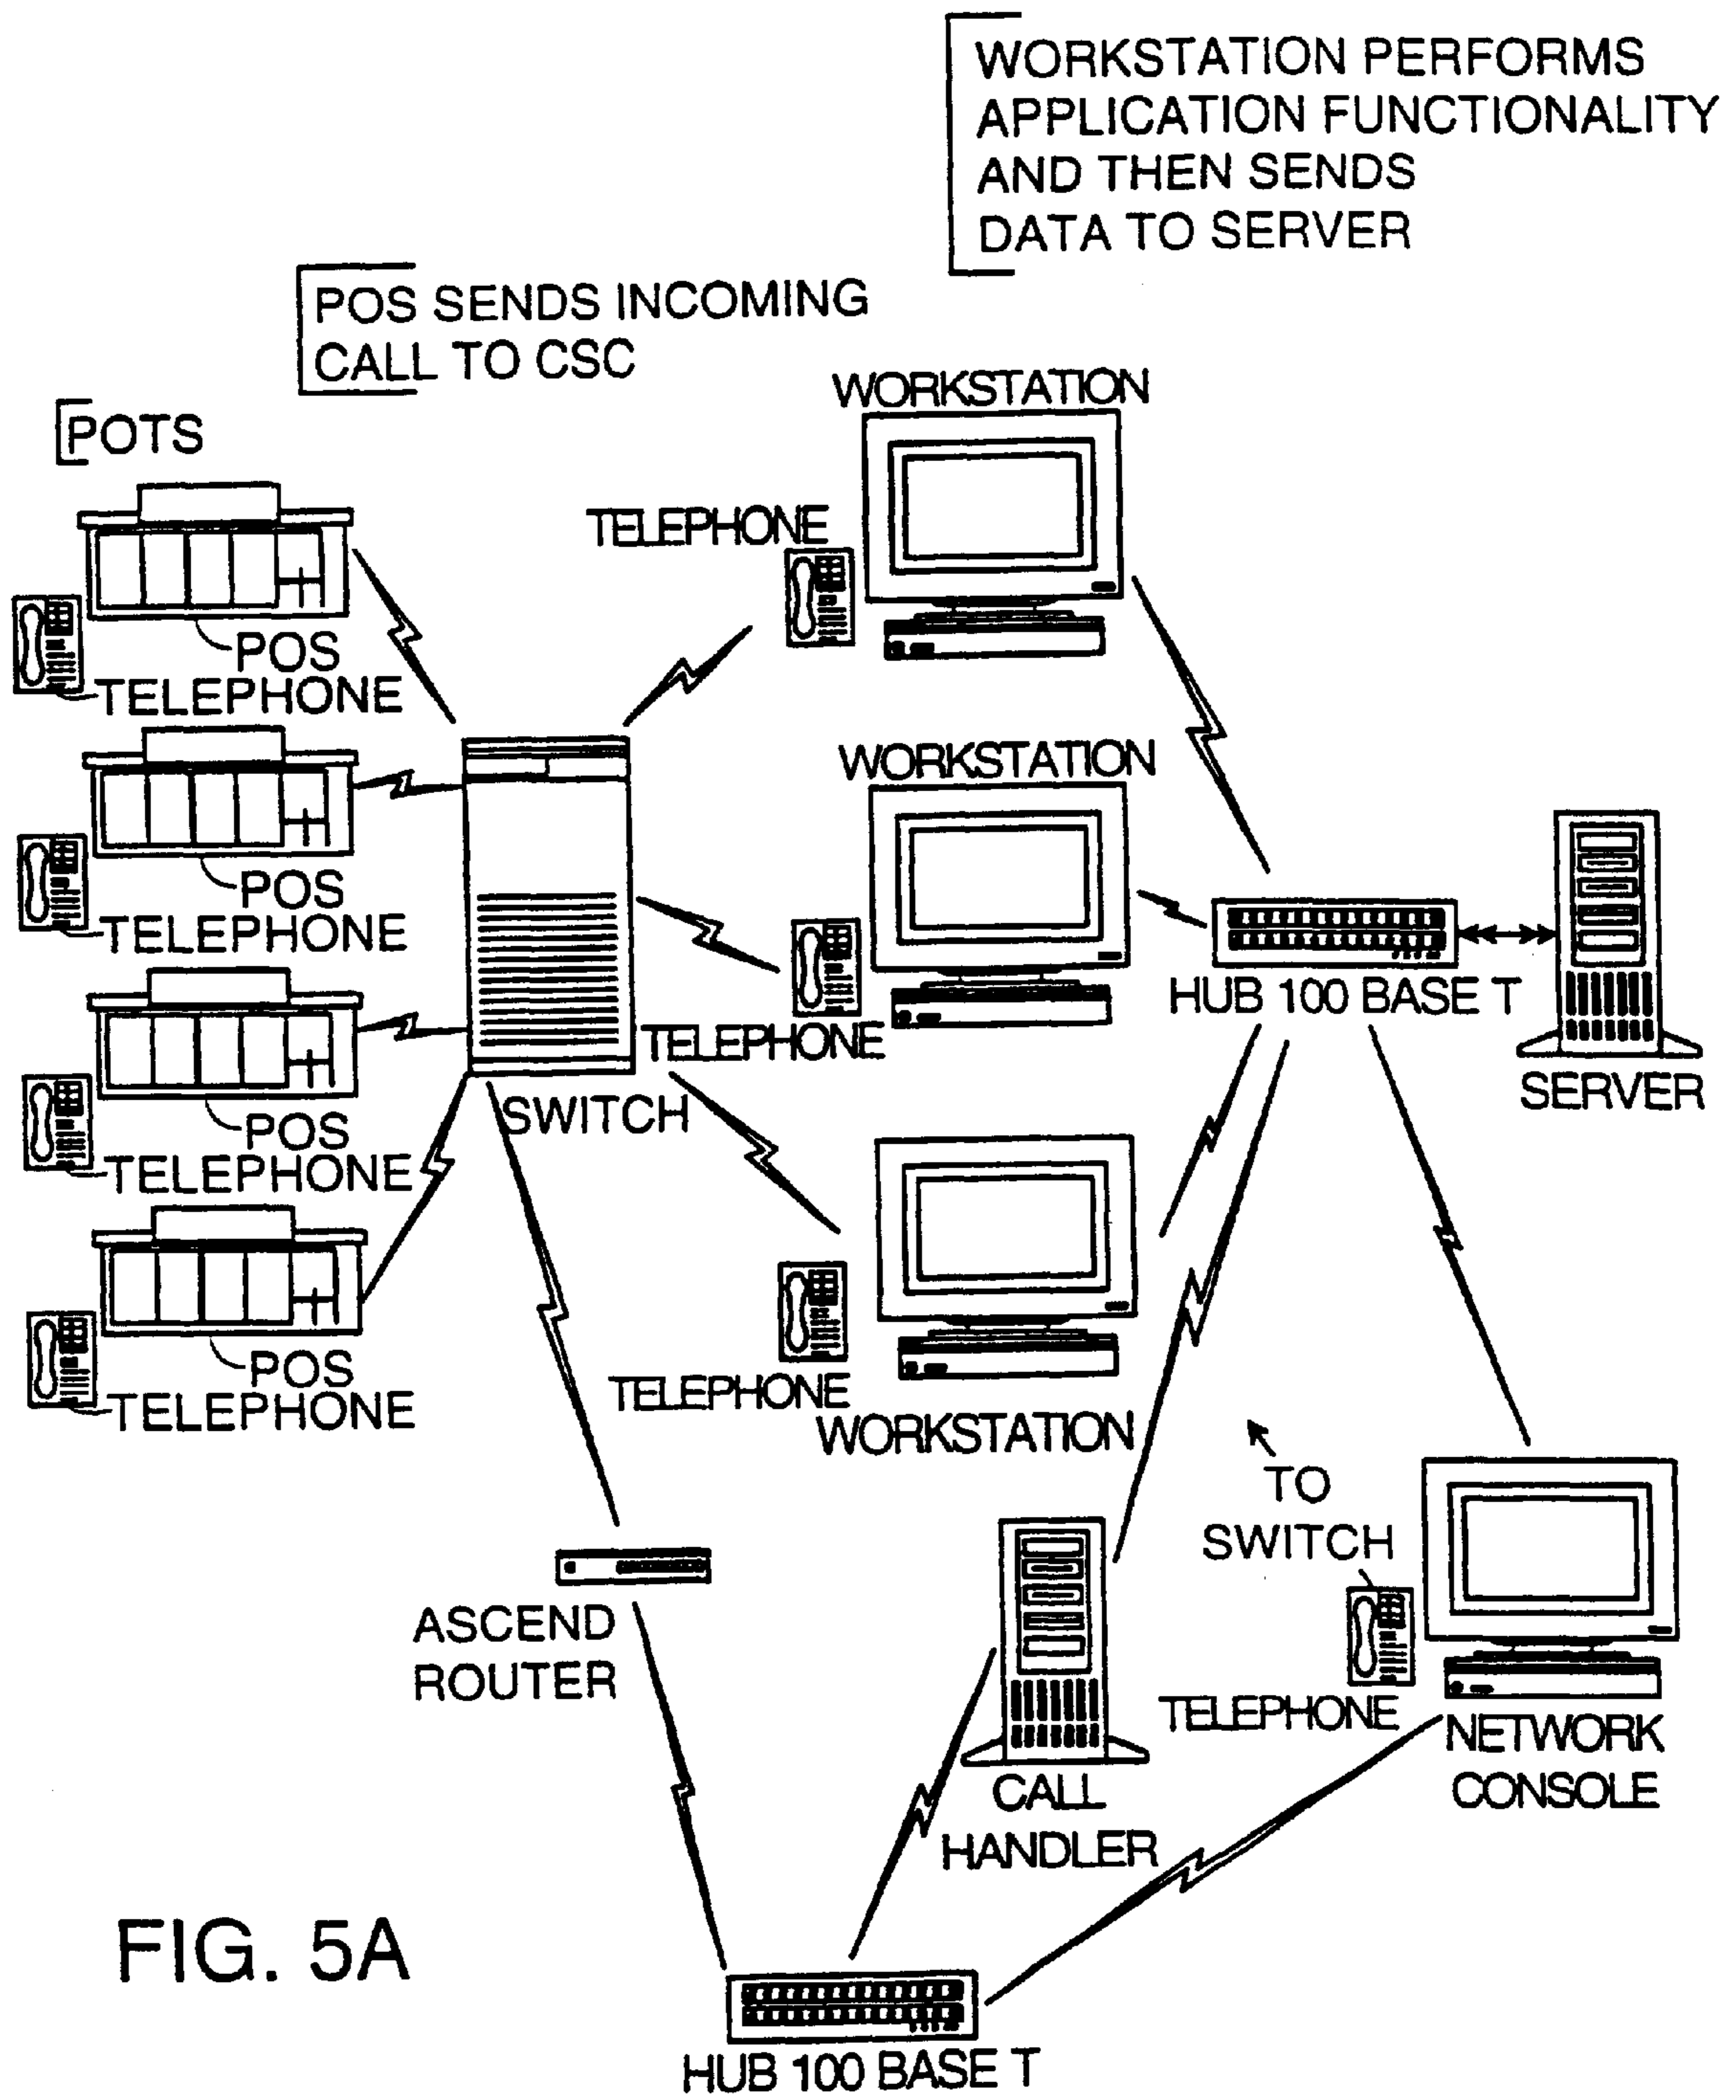 WORKSTATION PERFORMS
APPLICATION FUNCTIONALITY
AND THEN SENDS
DATA TO SERVER
POS SENDS INCOMING
CALL TO CSC
POTS
WORKSTATION
TELEPHONE
POS
TELEPHONE
WORKSTATION
POS
TELEPHONE
HUB 100 BASE T
TELEPHONE
SERVER
SWITCH
POS
TELEPHONE
POS
TELEPHONE
TELEPHONE
WORKSTATION
TO
SWITCH
ASCEND
ROUTER
TELEPHONE
NETWORK
CONSOLE
CALL
HANDLER
FIG. 5A
HUB 100 BASE T